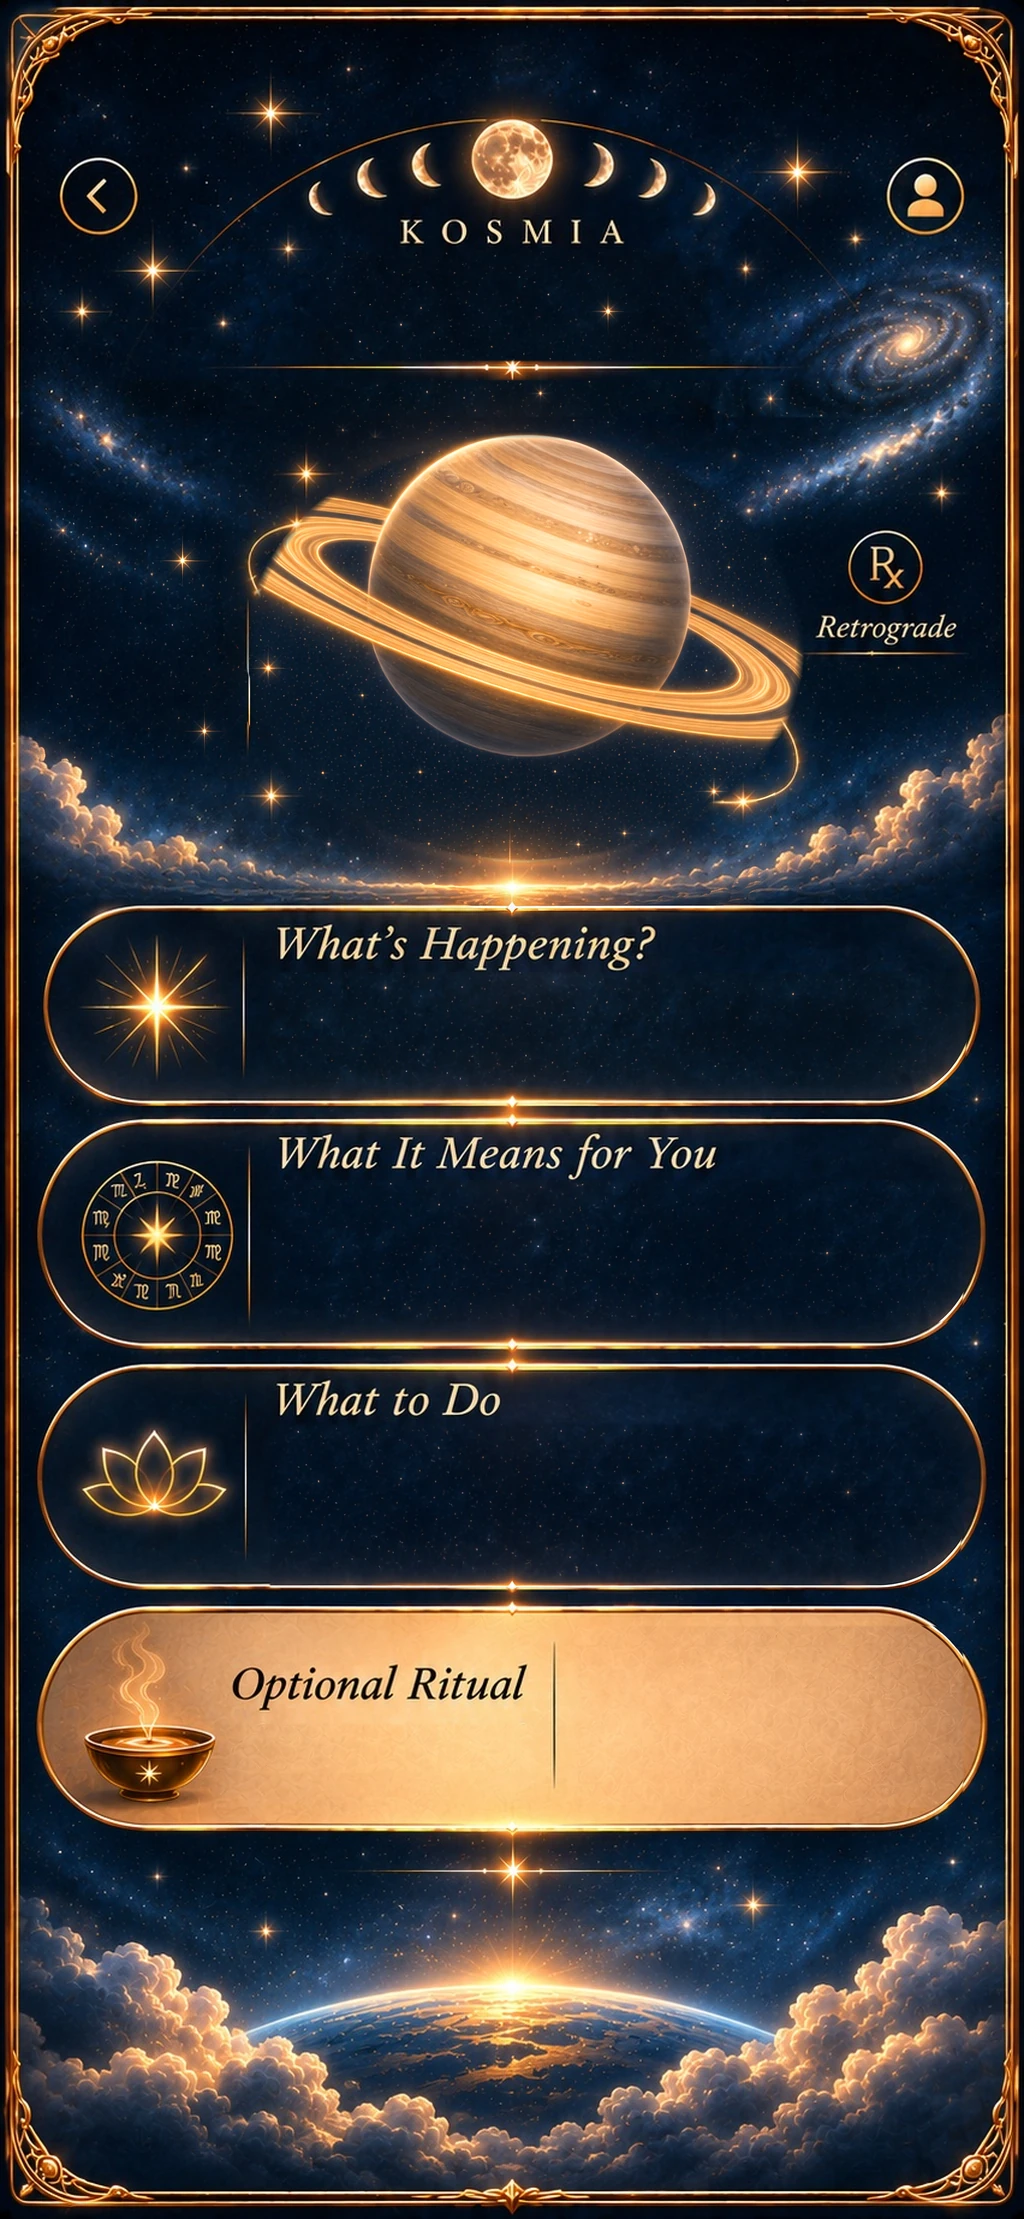 KOSMIA
Rx
Retrograde
What's Happening?
What It Means for You
What to Do
Optional Ritual